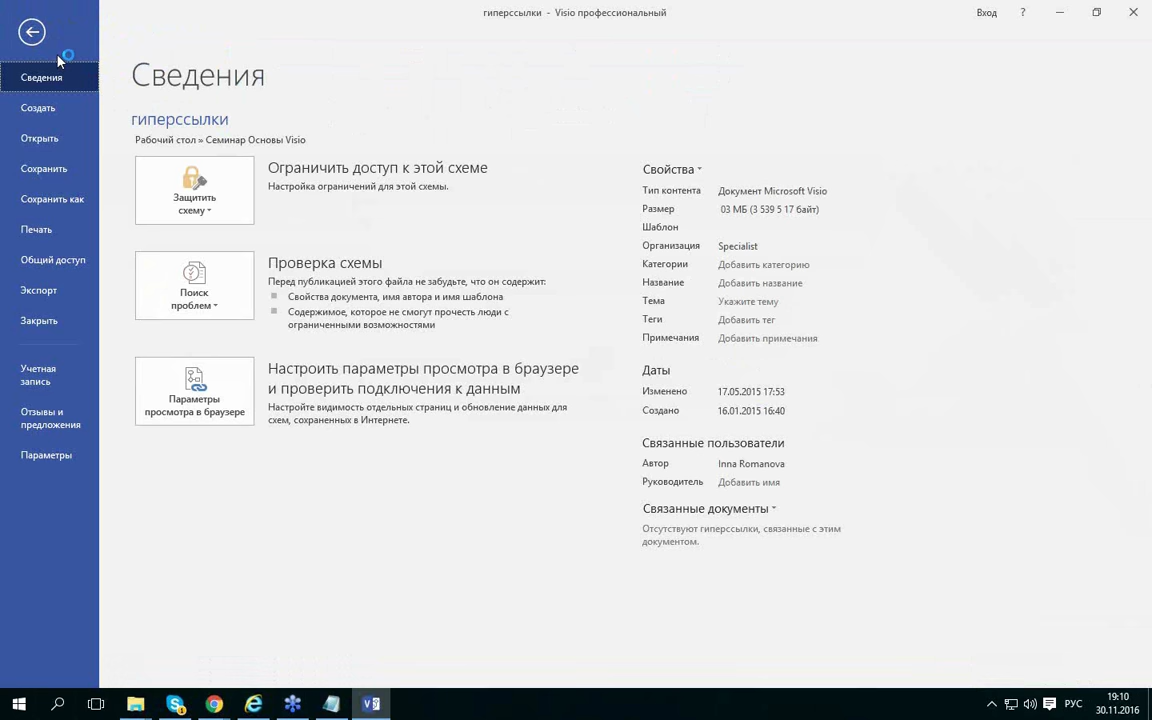 гиперссылки - Visio профессиональный
Вход
?
Сведения
Создать
Открыть
Сохранить
Сохранить как
Печать
Общий доступ
Экспорт
Закрыть
Учетная
запись
Отзывы и
предложения
Параметры
Сведения
гиперссылки
Рабочий стол » Семинар Основы Visio
Защитить
схему
Ограничить доступ к этой схеме
Настройка ограничений для этой схемы.
Поиск
проблем
Проверка схемы
Перед публикацией этого файла не забудьте, что он содержит:
Свойства документа, имя автора и имя шаблона
Содержимое, которое не смогут прочесть люди с
ограниченными возможностями
Параметры
просмотра в браузере
Настроить параметры просмотра в браузере
и проверить подключения к данным
Настройте видимость отдельных страниц и обновление данных для
схем, сохраненных в Интернете.
Свойства
Тип контента Документ Microsoft Visio
Размер 03 МБ (3 539 5 17 байт)
Шаблон
Организация Specialist
Категории Добавить категорию
Название Добавить название
Тема Укажите тему
Теги Добавить тег
Примечания Добавить примечания
Даты
Изменено 17.05.2015 17:53
Создано 16.01.2015 16:40
Связанные пользователи
Автор Inna Romanova
Руководитель Добавить имя
Связанные документы
Отсутствуют гиперссылки, связанные с этим
документом.
РУС
19:10
30.11.2016